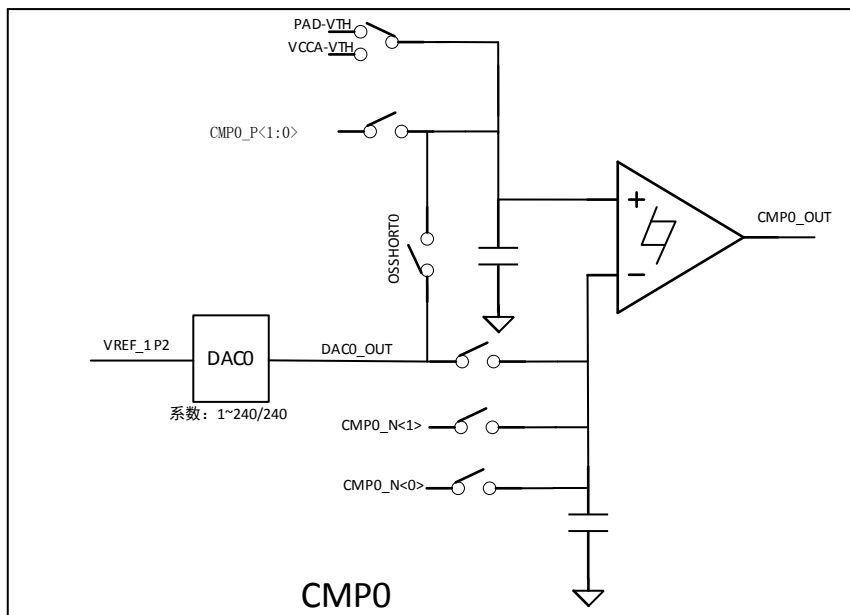 PAD-VTH
VCCA-VTH
CMP0_P<1:0>
OSSHORT0
+
CMP0_OUT
−
VREF_1P2
DAC0
DAC0_OUT
系数：1~240/240
CMP0_N<1>
CMP0_N<0>
CMP0